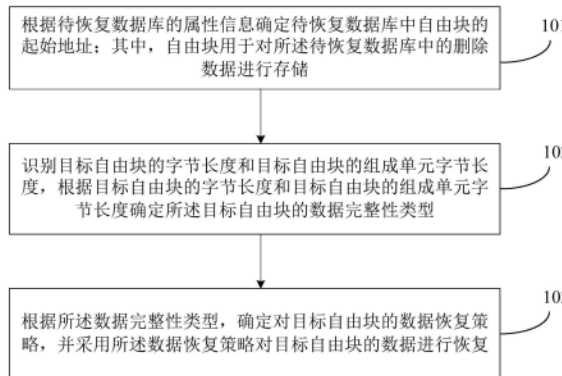 根据待恢复数据库的属性信息确定待恢复数据库中自由块的
起始地址；其中，自由块用于对所述待恢复数据库中的删除
数据进行存储
识别目标自由块的字节长度和目标自由块的组成单元字节长
度，根据目标自由块的字节长度和目标自由块的组成单元字
节长度确定所述目标自由块的数据完整性类型
根据所述数据完整性类型，确定对目标自由块的数据恢复策
略，并采用所述数据恢复策略对目标自由块的数据进行恢复